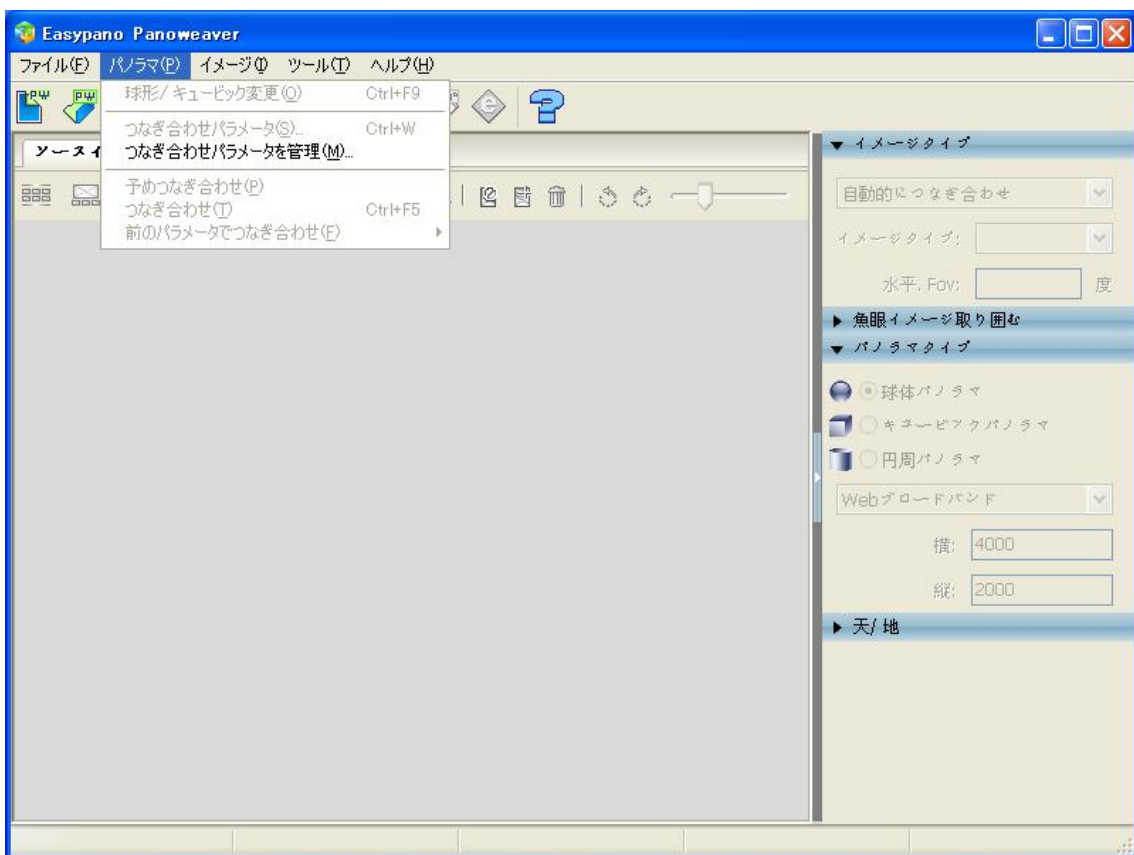 Easypano Panoweaver
ファイル(F) パノラマ(P) イメージ(I) ツール(T) ヘルプ(H)
球形/キュービック変更(O) Ctrl+F9
つなぎ合わせパラメータ(S)... Ctrl+W
つなぎ合わせパラメータを管理(M)...
予めつなぎ合わせ(P)
つなぎ合わせ(T) Ctrl+F5
前のパラメータでつなぎ合わせ(F)
ソースイ
イメージタイプ
自動的につなぎ合わせ
イメージタイプ:
水平. Fov: 度
魚眼イメージ取り囲む
パノラマタイプ
球体パノラマ
キュービックパノラマ
円周パノラマ
Webブロードバンド
横: 4000
縦: 2000
天/地